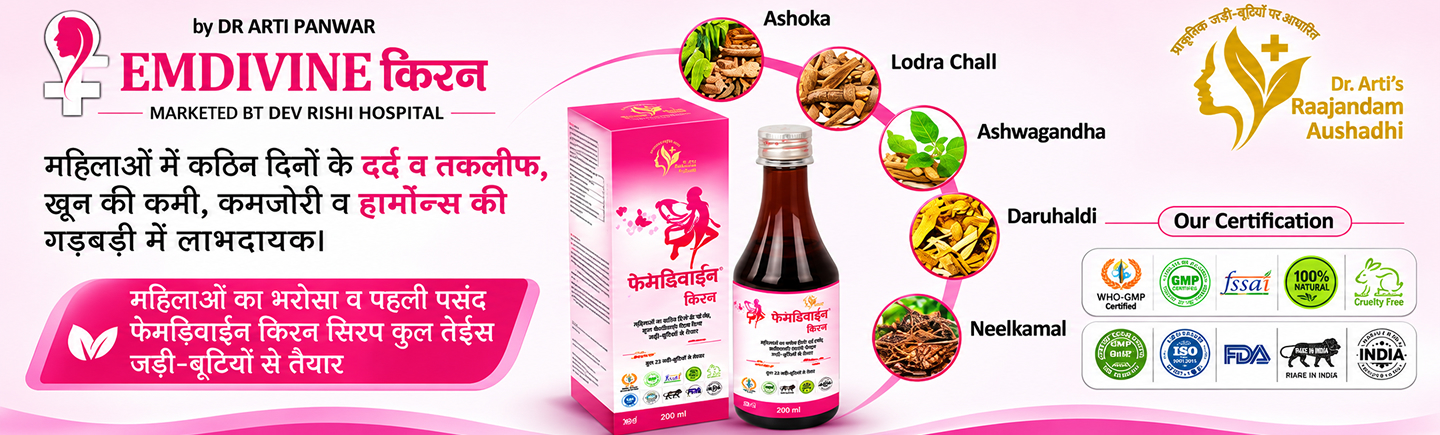 by DR ARTI PANWAR
EMDIVINE किरन
MARKETED BT DEV RISHI HOSPITAL
महिलाओं में कठिन दिनों के दर्द व तकलीफ,
खून की कमी, कमजोरी व हार्मोन्स की
गड़बड़ी में लाभदायक।
महिलाओं का भरोसा व पहली पसंद
फेमड़िवाईन किरन सिरप कुल तेईस
जड़ी-बूटियों से तैयार
फेमडिवाईन
किरन
200 ml
फेमडिवाईन
किरन
200 ml
Ashoka
Lodra Chall
Ashwagandha
Daruhaldi
Neelkamal
प्राकृतिक जड़ी-बूटियों पर आधारित
Dr. Arti's
Raajandam
Aushadhi
Our Certification
WHO-GMP
Certified
GMP
CERTIFIED
fssai
100%
NATURAL
Cruelty Free
GMP
ISO
FDA
MAKE IN INDIA
RIARE IN INDIA
INDIA